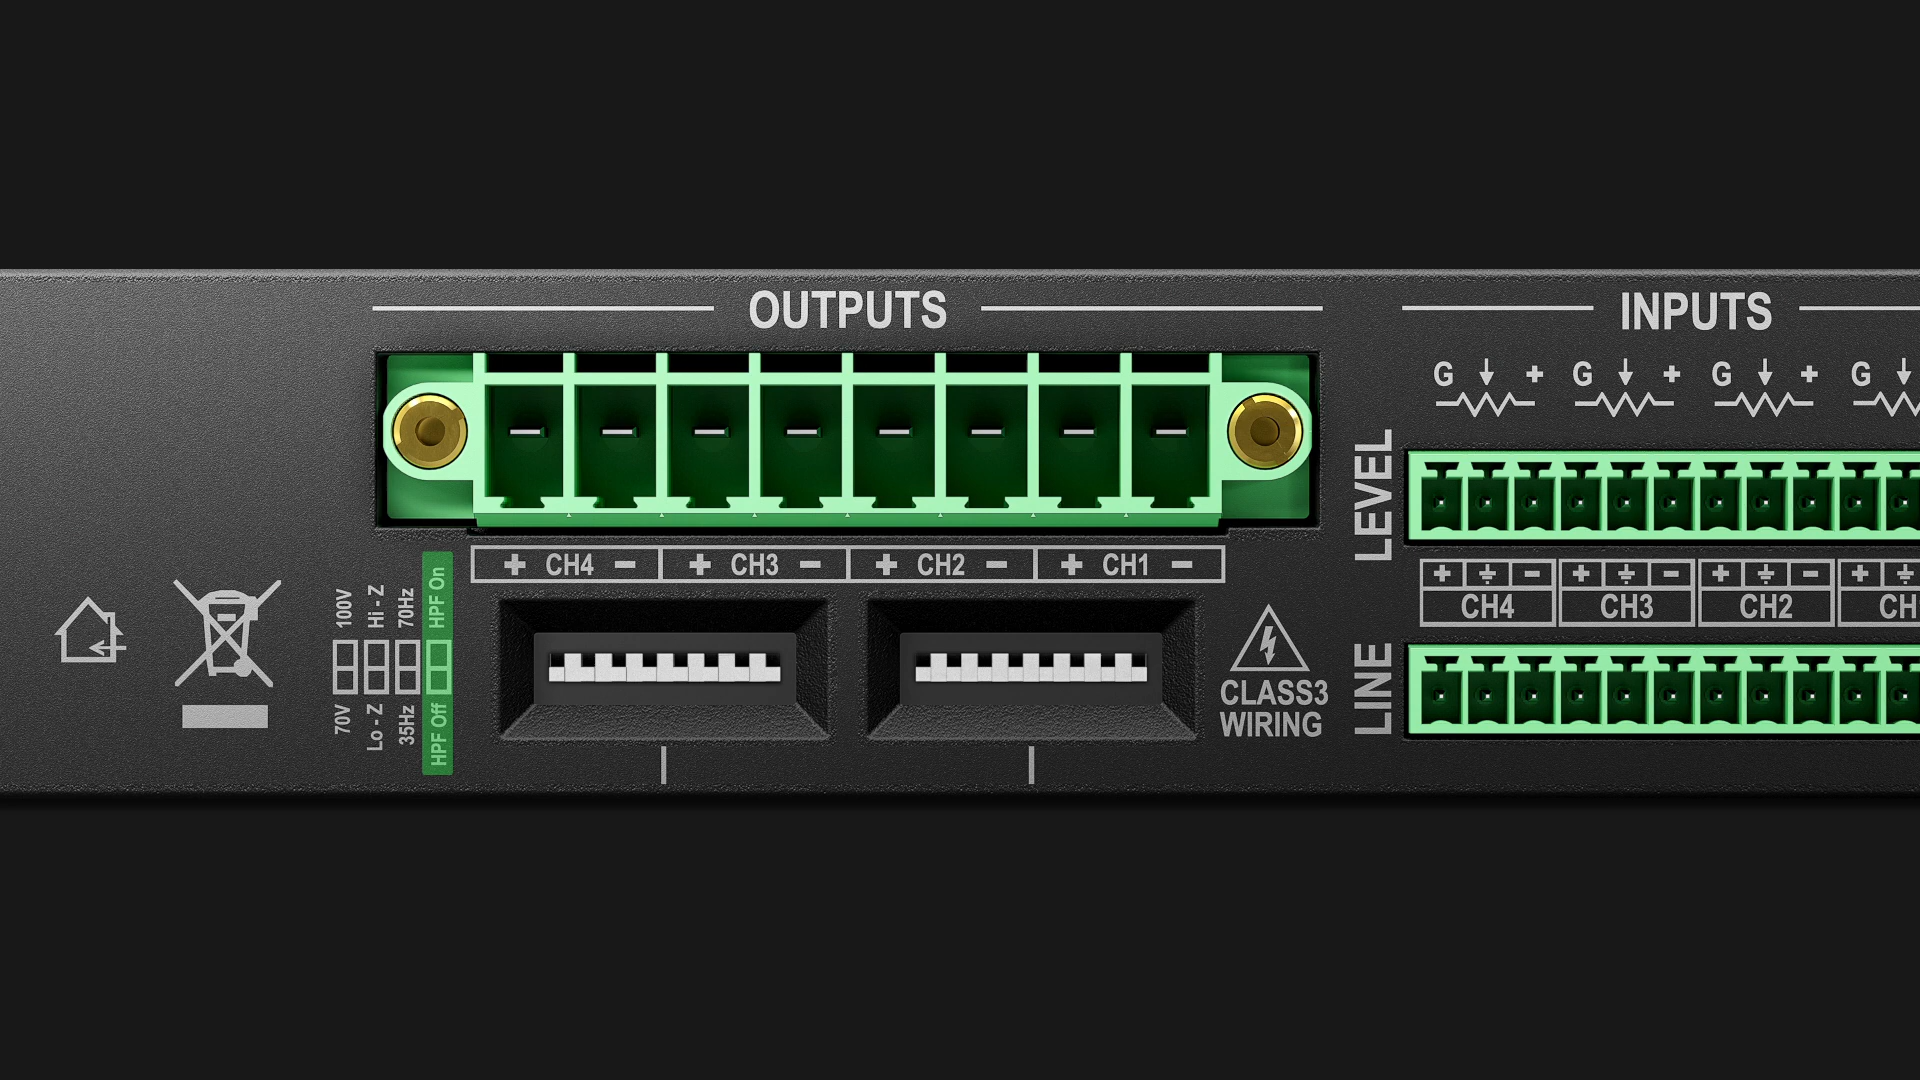 OUTPUTS
INPUTS
G + G + G + G
LEVEL
+ CH4 - + CH3 - + CH2 - + CH1 -
100V Hi - Z 70Hz HPF On
70V Lo - Z 35Hz HPF Off
+ - + - + - +
CH4 CH3 CH2 CH
CLASS3
WIRING
LINE